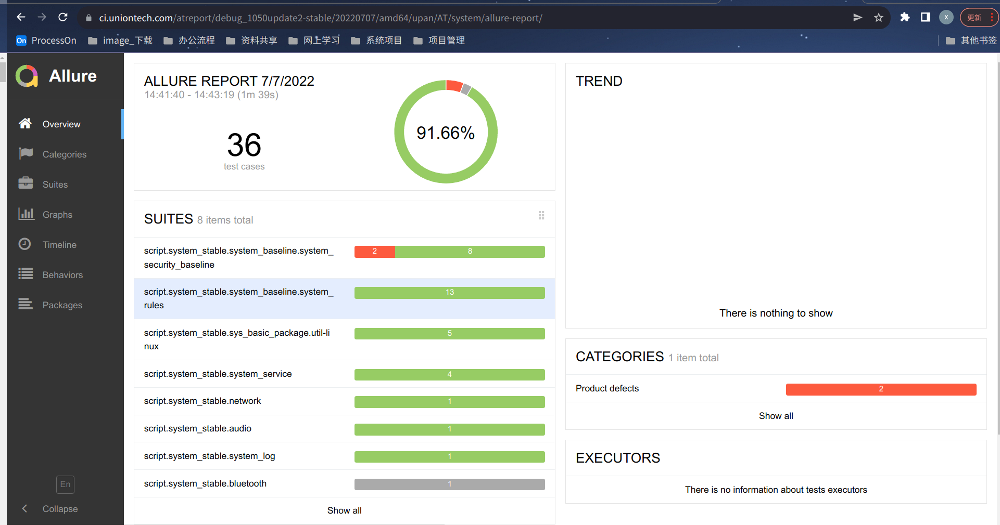 ci.uniontech.com/atreport/debug_1050update2-stable/20220707/amd64/upan/AT/system/allure-report/
X
更新
On ProcessOn
image_下载
办公流程
资料共享
网上学习
系统项目
项目管理
其他书签
Allure
Overview
Categories
Suites
Graphs
Timeline
Behaviors
Packages
En
Collapse
ALLURE REPORT 7/7/2022
14:41:40 - 14:43:19 (1m 39s)
36
test cases
91.66%
SUITES 8 items total
script.system_stable.system_baseline.system_
security_baseline
2 8
script.system_stable.system_baseline.system_
rules
13
script.system_stable.sys_basic_package.util-li
nux
5
script.system_stable.system_service
4
script.system_stable.network
1
script.system_stable.audio
1
script.system_stable.system_log
1
script.system_stable.bluetooth
1
Show all
TREND
There is nothing to show
CATEGORIES 1 item total
Product defects
2
Show all
EXECUTORS
There is no information about tests executors